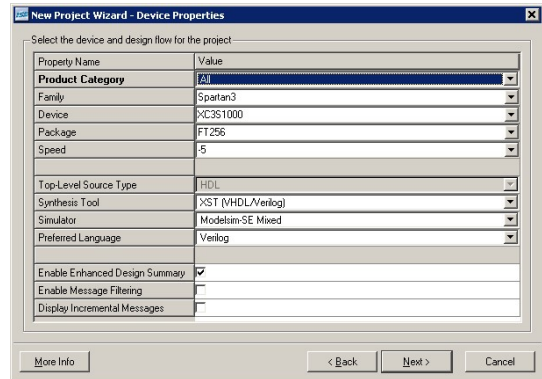 New Project Wizard - Device Properties
Select the device and design flow for the project
Property Name Value
Product Category All
Family Spartan3
Device XC3S1000
Package FT256
Speed -5
Top-Level Source Type HDL
Synthesis Tool XST (VHDL/Verilog)
Simulator Modelsim-SE Mixed
Preferred Language Verilog
Enable Enhanced Design Summary
Enable Message Filtering
Display Incremental Messages
More Info < Back Next > Cancel